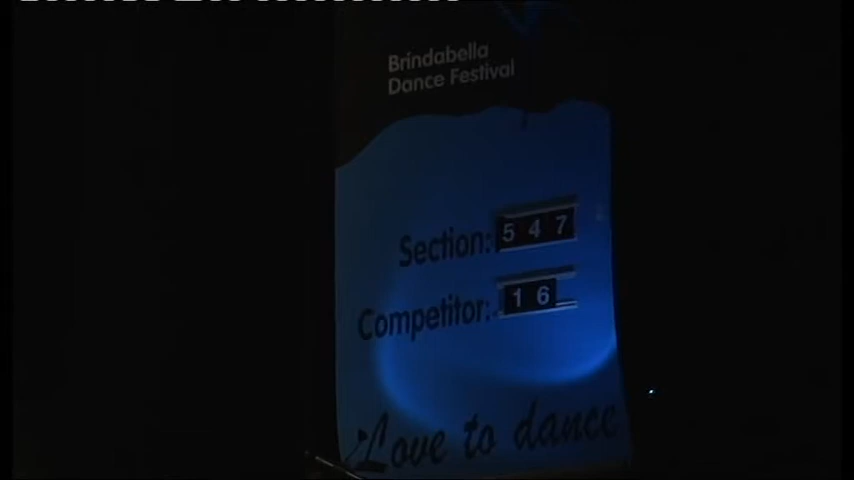 Brindabella
Dance Festival
Section: 547
Competitor: 16
Love to dance